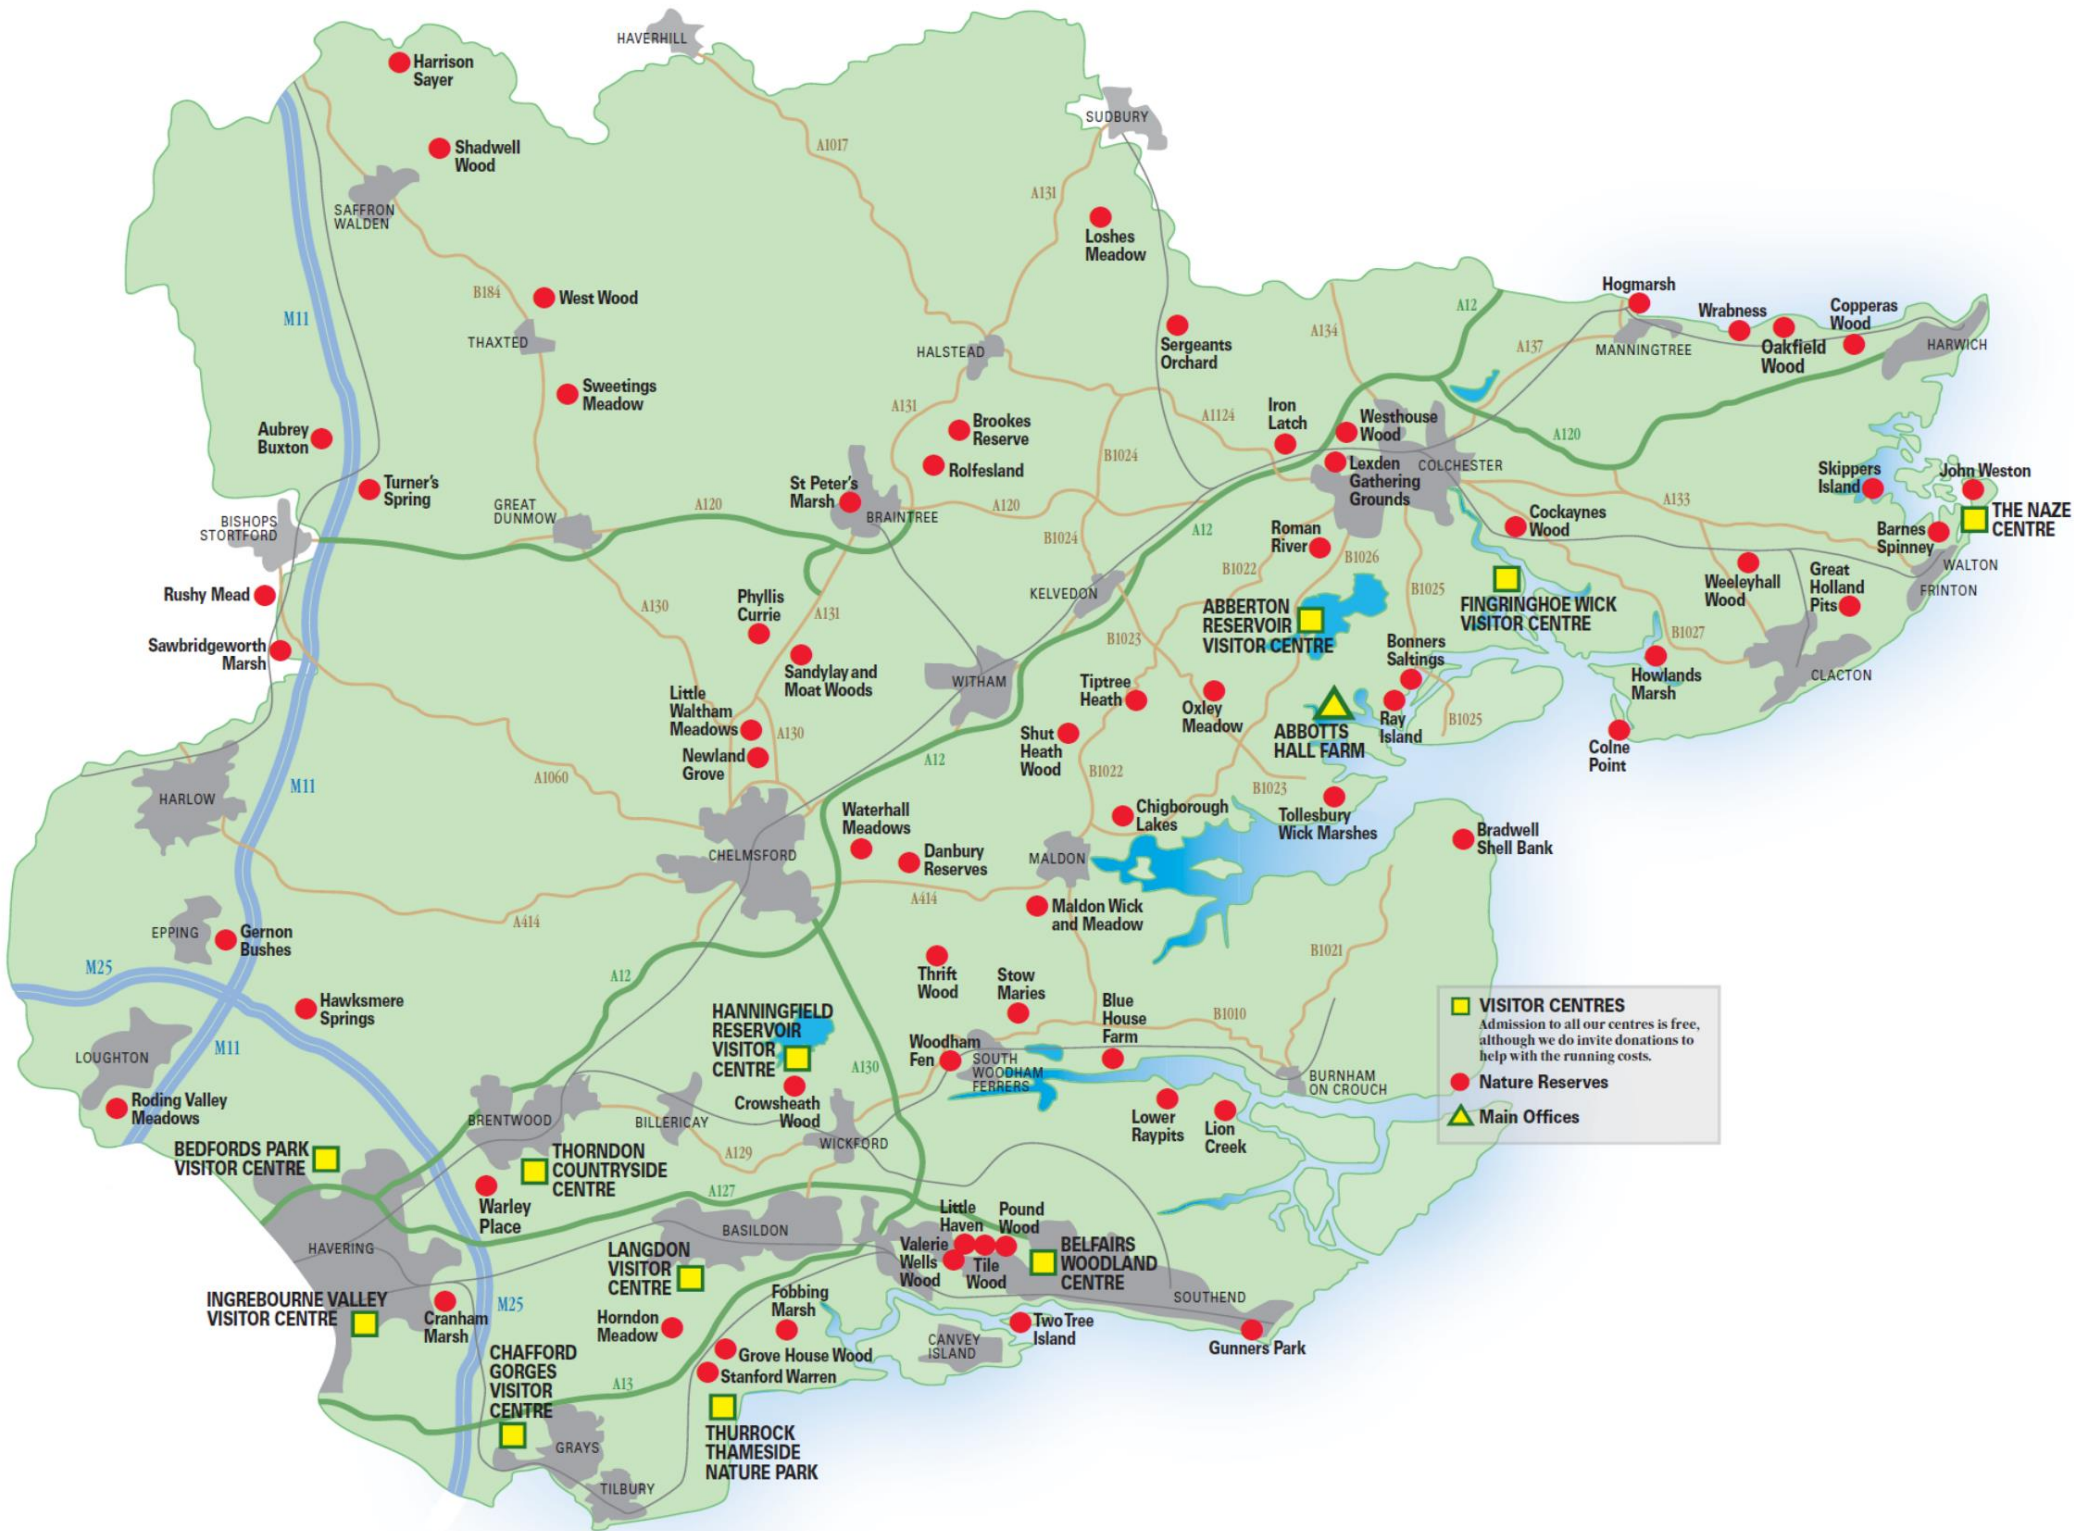 HAVERHILL
Harrison
Sayer
SUDBURY
Shadwell
Wood
A1017
A131
SAFFRON
WALDEN
Loshes
Meadow
B184
West Wood
M11
THAXTED
HALSTEAD
Sergeants
Orchard
A134
A12
Hogmarsh
Wrabness
Copperas
Wood
A137
MANNINGTREE
Oakfield
Wood
HARWICH
Sweetings
Meadow
A131
Brookes
Reserve
A1124
Iron
Latch
Westhouse
Wood
A120
Aubrey
Buxton
Rolfesland
B1024
Lexden
Gathering
Grounds
COLCHESTER
Skippers
Island
John Weston
Turner's
Spring
St Peter's
Marsh
GREAT
DUNMOW
A120
BRAINTREE
A120
A133
THE NAZE
CENTRE
BISHOPS
STORTFORD
B1024
A12
Roman
River
Cockaynes
Wood
Barnes
Spinney
B1022
B1026
WALTON
FRINTON
Rushy Mead
Phyllis
Currie
A130
A131
KELVEDON
B1025
Weeleyhall
Wood
Great
Holland
Pits
ABBERTON
RESERVOIR
VISITOR CENTRE
FINGRINGHOE WICK
VISITOR CENTRE
B1023
B1027
Sawbridgeworth
Marsh
Sandylay and
Moat Woods
WITHAM
Bonners
Saltings
Howlands
Marsh
CLACTON
Little
Waltham
Meadows
Tiptree
Heath
Oxley
Meadow
A130
Newland
Grove
Shut
Heath
Wood
ABBOTTS
HALL FARM
Ray
Island
B1025
Colne
Point
A12
M11
A1060
B1022
B1023
HARLOW
Waterhall
Meadows
Chigborough
Lakes
Tollesbury
Wick Marshes
Bradwell
Shell Bank
CHELMSFORD
Danbury
Reserves
MALDON
A414
A414
Maldon Wick
and Meadow
EPPING
Gernon
Bushes
B1021
M25
A12
Thrift
Wood
Stow
Maries
Hawksmere
Springs
Blue
House
Farm
B1010
HANNINGFIELD
RESERVOIR
VISITOR
CENTRE
LOUGHTON
M11
A130
Woodham
Fen
SOUTH
WOODHAM
FERRERS
BURNHAM
ON CROUCH
VISITOR CENTRES
Admission to all our centres is free,
although we do invite donations to
help with the running costs.
Nature Reserves
Main Offices
Roding Valley
Meadows
BRENTWOOD
BILLERICAY
Crowsheath
Wood
WICKFORD
Lower
Raypits
Lion
Creek
BEDFORDS PARK
VISITOR CENTRE
THORNDON
COUNTRYSIDE
CENTRE
A129
Warley
Place
A127
HAVERING
BASILDON
Little
Haven
Pound
Wood
Valerie
Wells
Wood
Tile
Wood
BELFAIRS
WOODLAND
CENTRE
LANGDON
VISITOR
CENTRE
INGREBOURNE VALLEY
VISITOR CENTRE
Cranham
Marsh
M25
Horndon
Meadow
Fobbing
Marsh
SOUTHEND
CANVEY
ISLAND
Two Tree
Island
Gunners Park
CHAFFORD
GORGES
VISITOR
CENTRE
Grove House Wood
Stanford Warren
A13
GRAYS
THURROCK
THAMESIDE
NATURE PARK
TILBURY